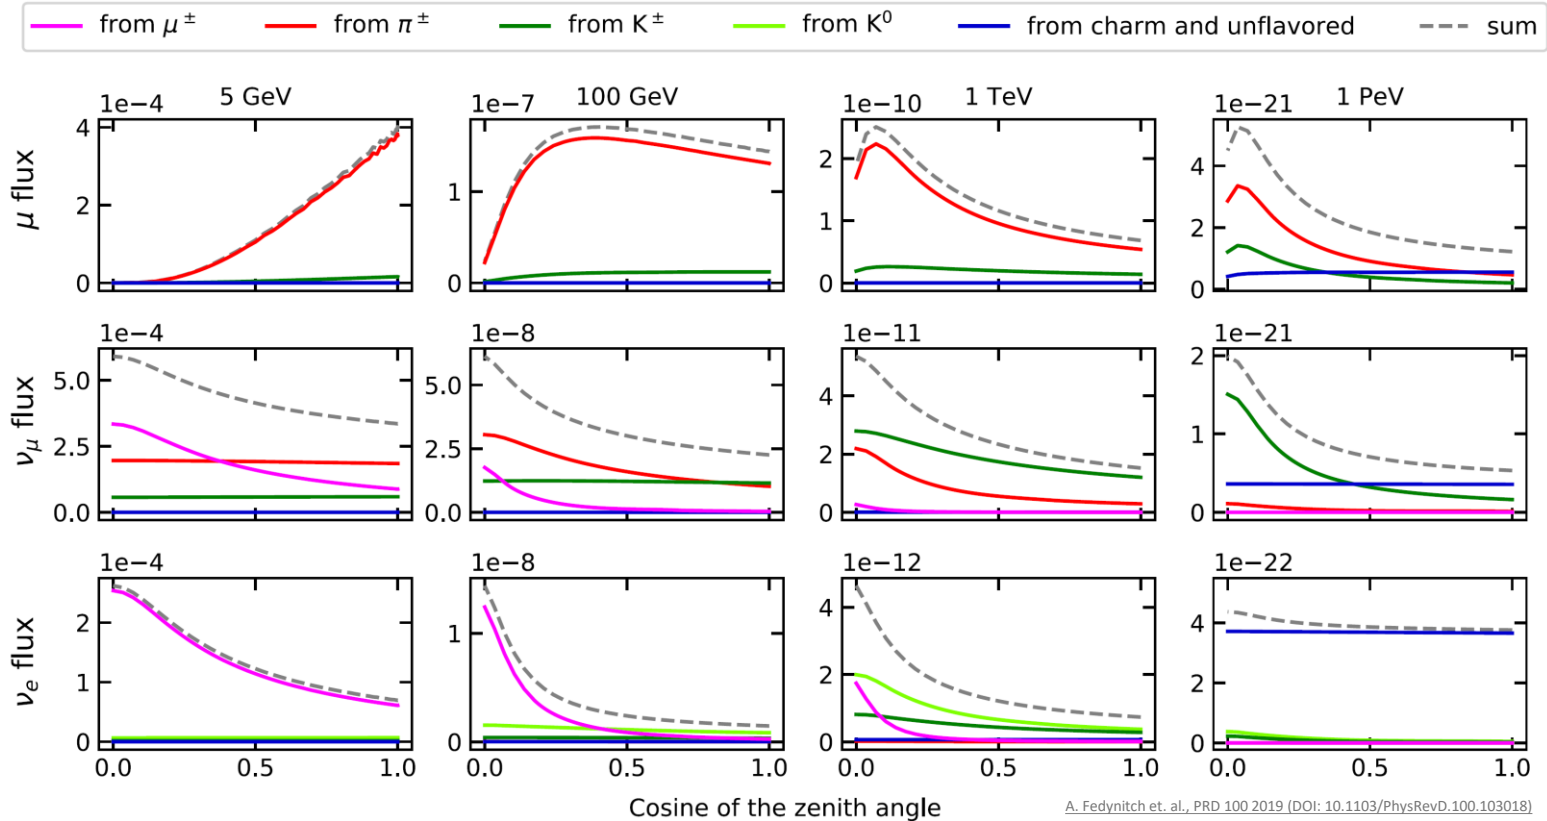 from μ± from π± from K± from K⁰ from charm and unflavored sum
5 GeV 100 GeV 1 TeV 1 PeV
1e−4 1e−7 1e−10 1e−21
μ flux
4 2 0
1 0
2 1 0
4 2 0
1e−4 1e−8 1e−11 1e−21
ν_μ flux
5.0 2.5 0.0
5.0 2.5 0.0
4 2 0
2 1 0
1e−4 1e−8 1e−12 1e−22
ν_e flux
2 1 0
1 0
4 2 0
4 2 0
0.0 0.5 1.0 0.0 0.5 1.0 0.0 0.5 1.0 0.0 0.5 1.0
Cosine of the zenith angle
A. Fedynitch et. al., PRD 100 2019 (DOI: 10.1103/PhysRevD.100.103018)